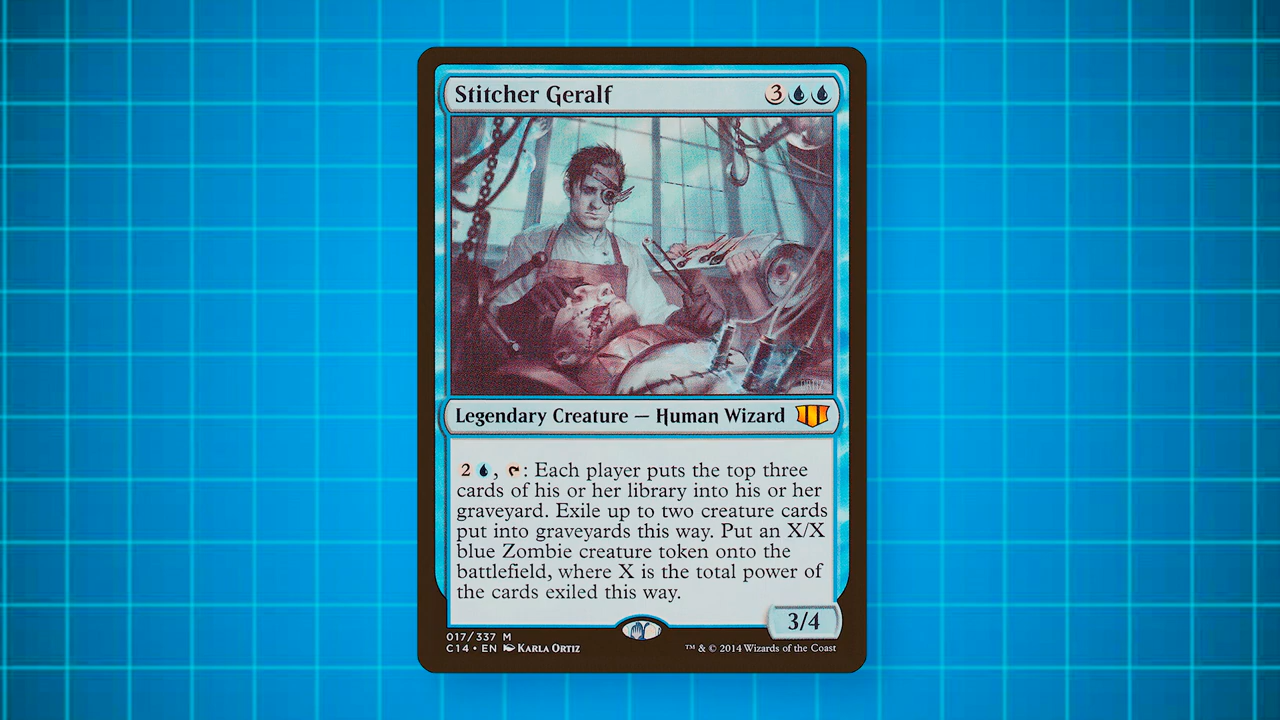 Stitcher Geralf 3
ORTIZ
Legendary Creature — Human Wizard
2 , : Each player puts the top three
cards of his or her library into his or her
graveyard. Exile up to two creature cards
put into graveyards this way. Put an X/X
blue Zombie creature token onto the
battlefield, where X is the total power of
the cards exiled this way.
3/4
017/337 M
C14 • EN KARLA ORTIZ
™ & © 2014 Wizards of the Coast